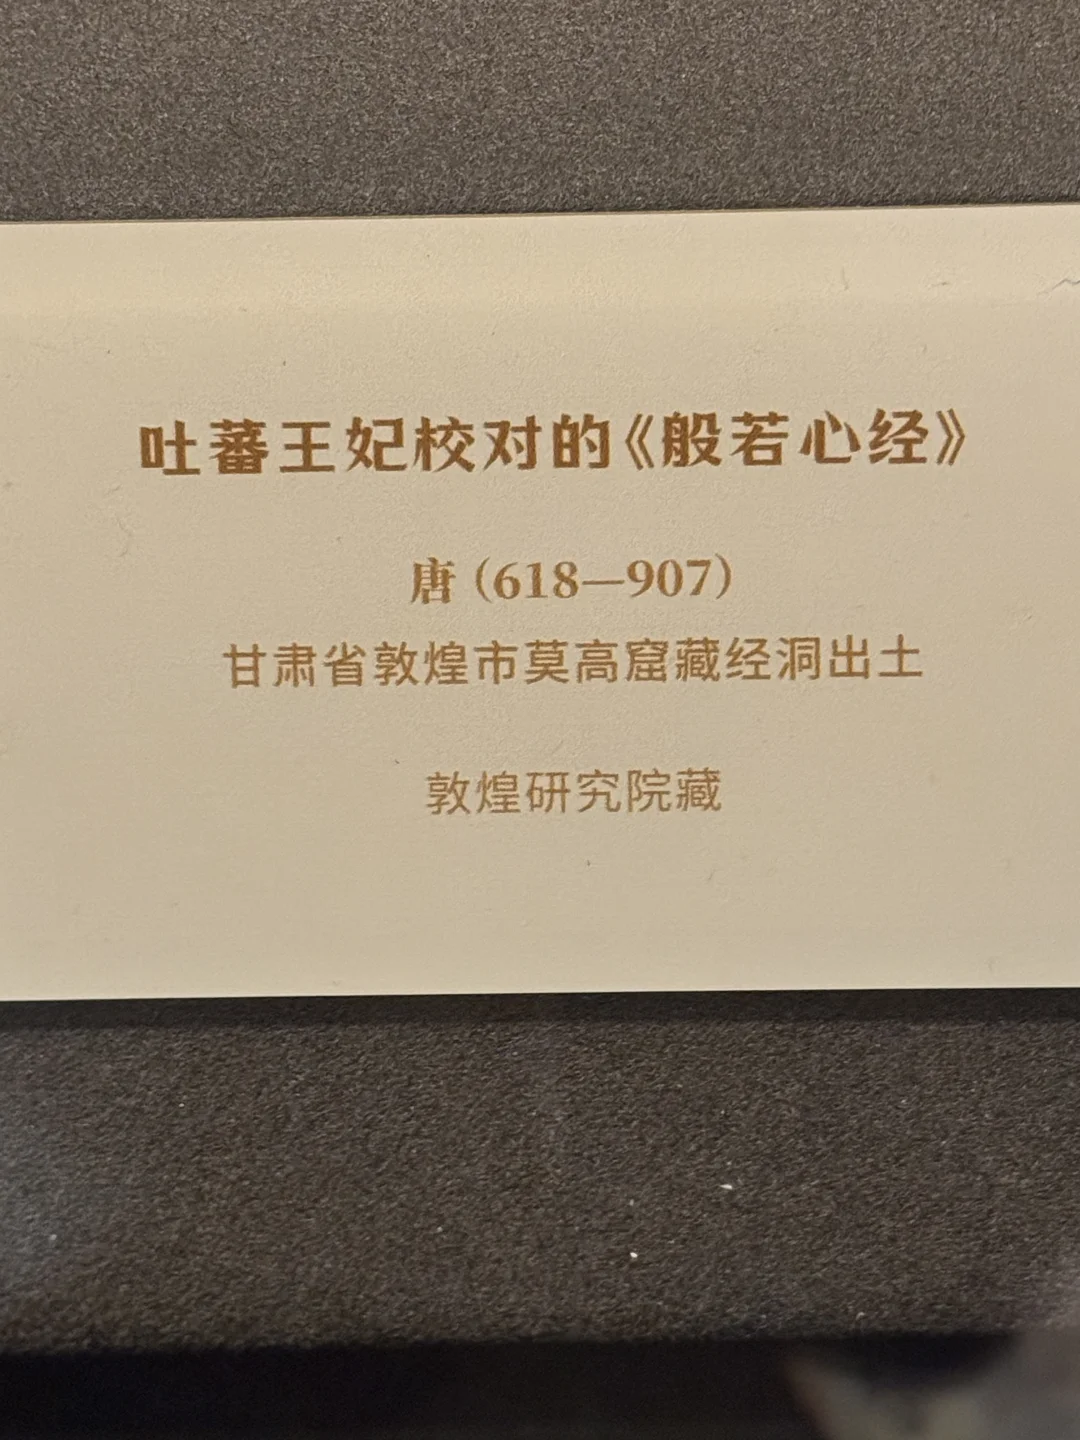 吐蕃王妃校对的《般若心经》
唐（618—907）
甘肃省敦煌市莫高窟藏经洞出土
敦煌研究院藏